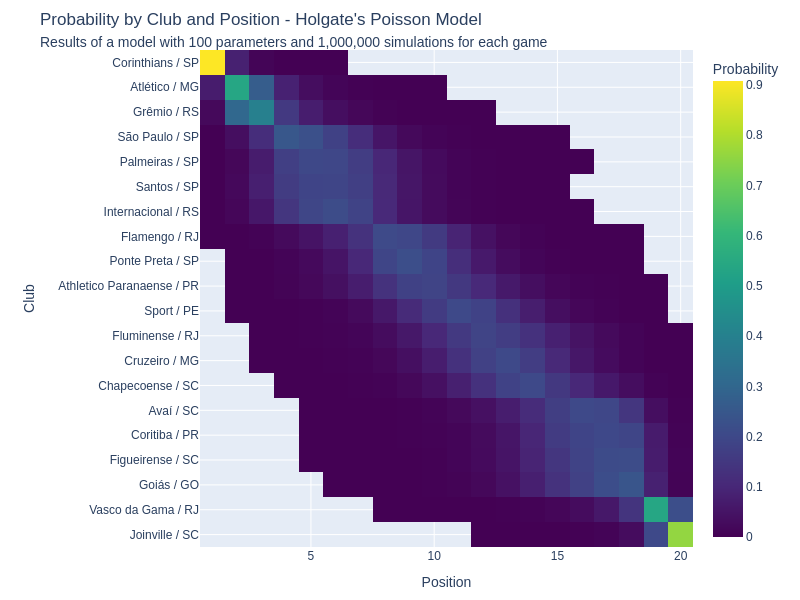 Probability by Club and Position - Holgate's Poisson Model
Results of a model with 100 parameters and 1,000,000 simulations for each game
Corinthians / SP
Atlético / MG
Grêmio / RS
São Paulo / SP
Palmeiras / SP
Santos / SP
Internacional / RS
Flamengo / RJ
Ponte Preta / SP
Athletico Paranaense / PR
Sport / PE
Fluminense / RJ
Cruzeiro / MG
Chapecoense / SC
Avaí / SC
Coritiba / PR
Figueirense / SC
Goiás / GO
Vasco da Gama / RJ
Joinville / SC
Club
5
10
15
20
Position
Probability
0.9
0.8
0.7
0.6
0.5
0.4
0.3
0.2
0.1
0